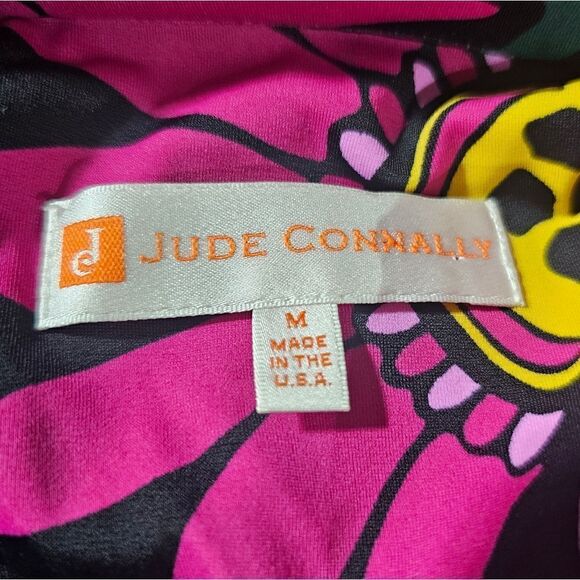 JC JUDE CONNALLY
M
MADE
IN THE
U.S.A.